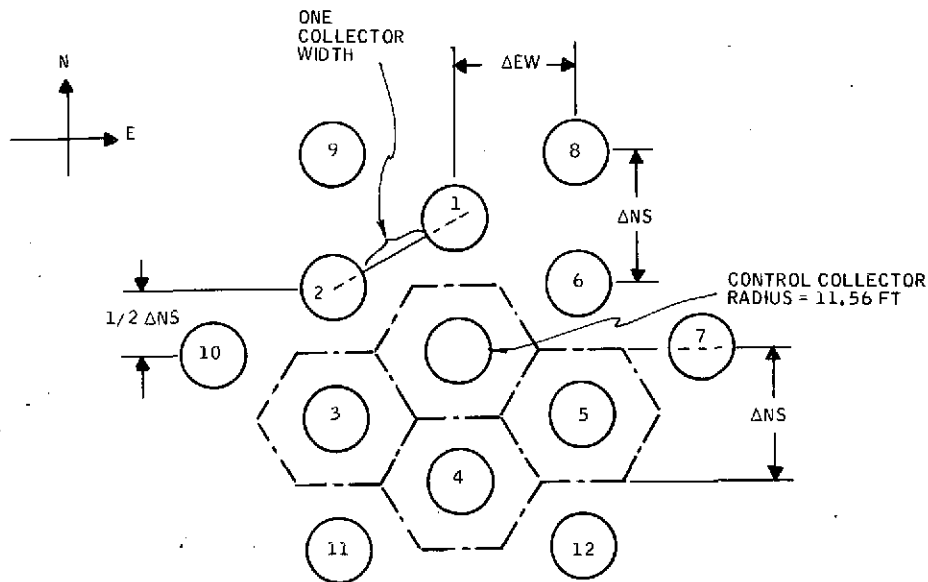 ONE
COLLECTOR
WIDTH
N
ΔEW
E
9
8
1
ΔNS
2
6
CONTROL COLLECTOR
RADIUS = 11.56 FT
1/2 ΔNS
10
7
3
5
ΔNS
4
11
12